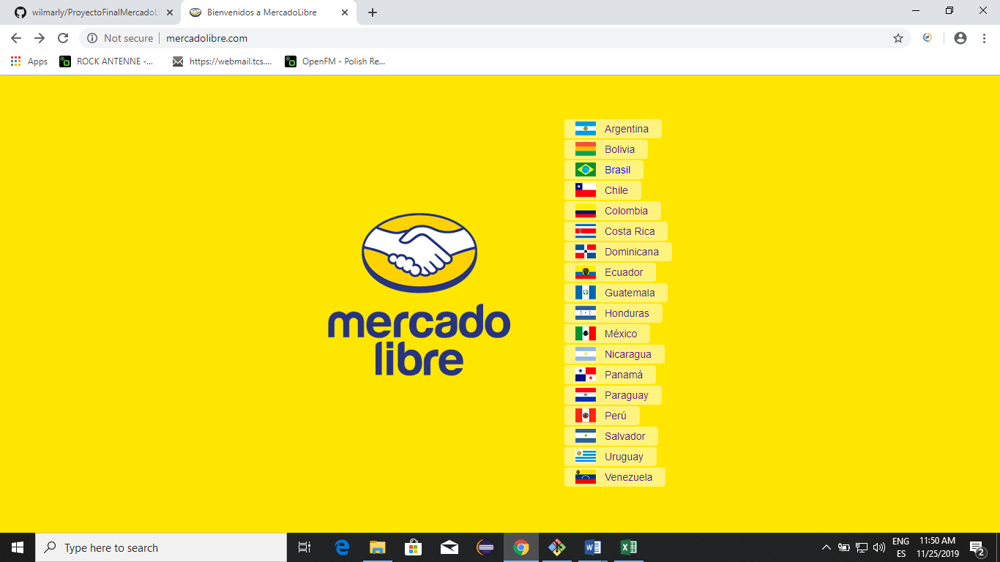 wilmarly/ProyectoFinalMercadoLi
Bienvenidos a MercadoLibre
Not secure
mercadolibre.com
Apps
ROCK ANTENNE -...
https://webmail.tcs....
OpenFM - Polish Re...
Argentina
Bolivia
Brasil
Chile
Colombia
Costa Rica
Dominicana
Ecuador
Guatemala
Honduras
México
Nicaragua
Panamá
Paraguay
Perú
Salvador
Uruguay
Venezuela
mercado
libre
Type here to search
ENG
ES
11:50 AM
11/25/2019
2